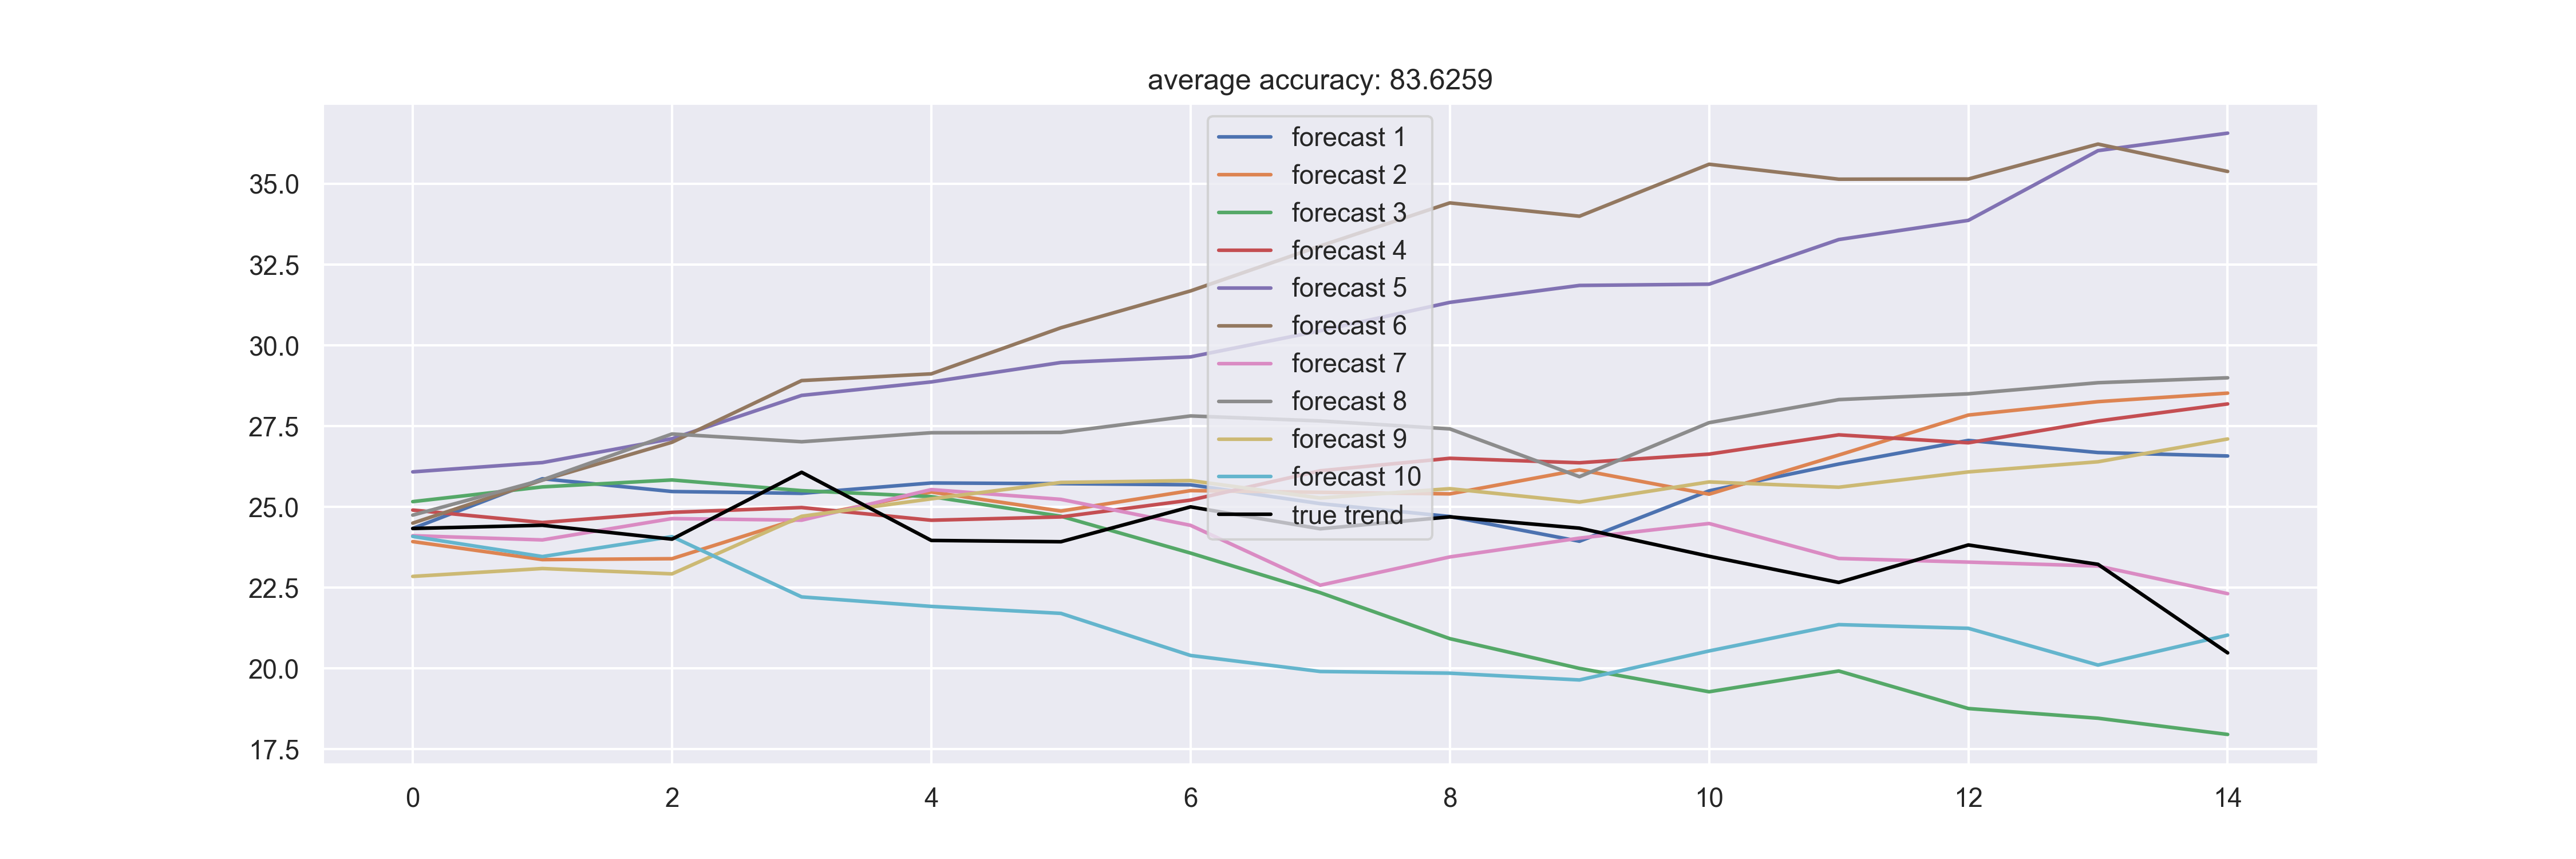 average accuracy: 83.6259
forecast 1
forecast 2
forecast 3
forecast 4
forecast 5
forecast 6
forecast 7
forecast 8
forecast 9
forecast 10
true trend
35.0
32.5
30.0
27.5
25.0
22.5
20.0
17.5
0 2 4 6 8 10 12 14